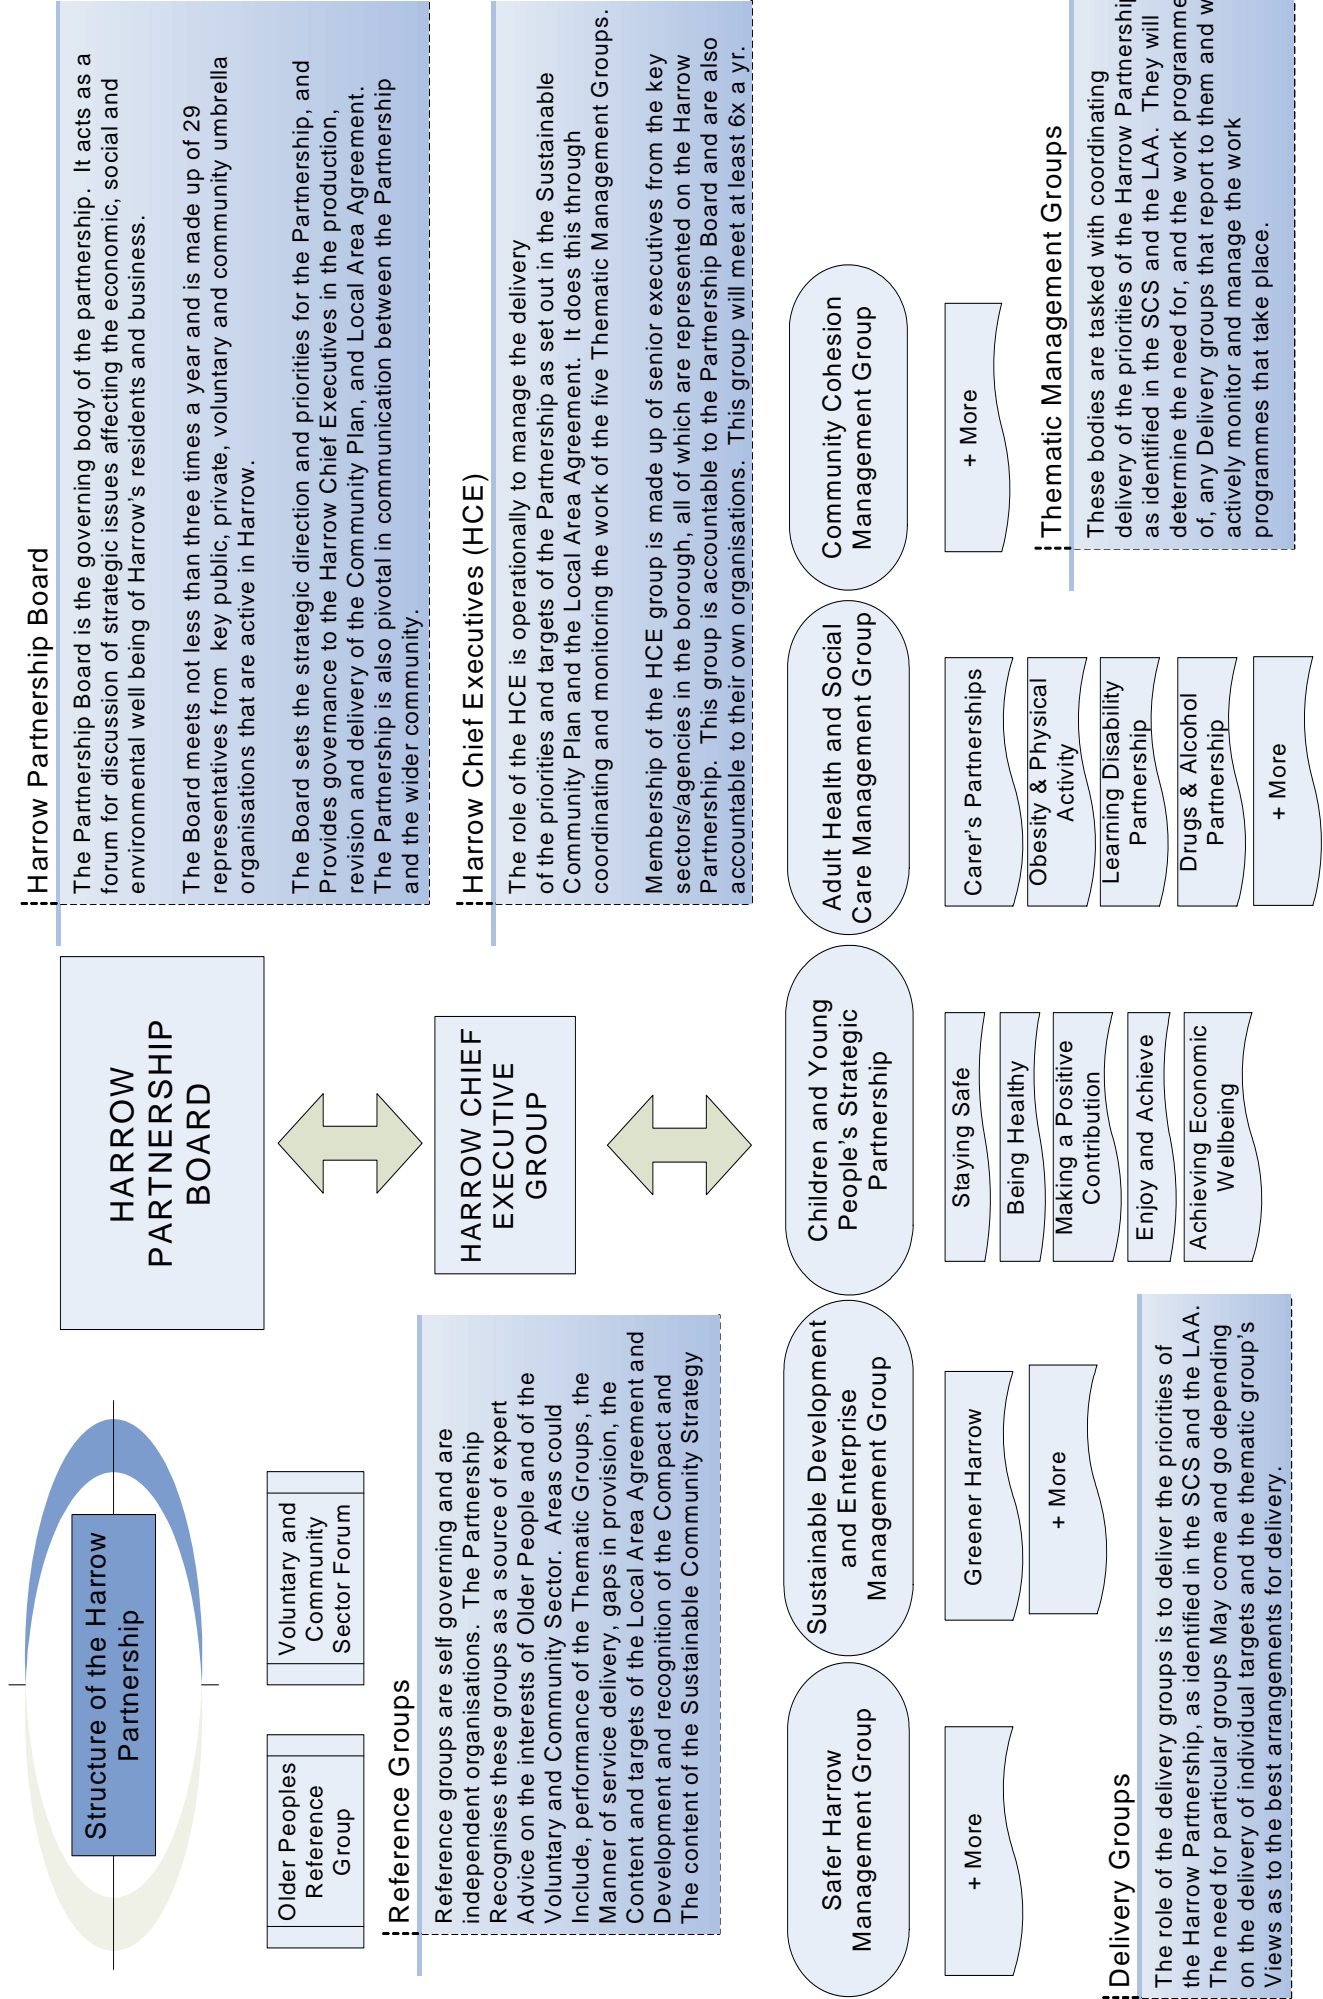 Structure of the Harrow
Partnership
HARROW
PARTNERSHIP
BOARD
Harrow Partnership Board
The Partnership Board is the governing body of the partnership.  It acts as a
forum for discussion of strategic issues affecting the economic, social and
environmental well being of Harrow's residents and business.
The Board meets not less than three times a year and is made up of 29
representatives from  key public, private, voluntary and community umbrella
organisations that are active in Harrow.
The Board sets the strategic direction and priorities for the Partnership, and
Provides governance to the Harrow Chief Executives in the production,
revision and delivery of the Community Plan, and Local Area Agreement.
The Partnership is also pivotal in communication between the Partnership
and the wider community.
Older Peoples
Reference
Group
Voluntary and
Community
Sector Forum
Reference Groups
Reference groups are self governing and are
independent organisations.  The Partnership
Recognises these groups as a source of expert
Advice on the interests of Older People and of the
Voluntary and Community Sector.  Areas could
Include, performance of the Thematic Groups, the
Manner of service delivery, gaps in provision, the
Content and targets of the Local Area Agreement and
Development and recognition of the Compact and
The content of the Sustainable Community Strategy
HARROW CHIEF
EXECUTIVE
GROUP
Harrow Chief Executives (HCE)
The role of the HCE is operationally to manage the delivery
of the priorities and targets of the Partnership as set out in the Sustainable
Community Plan and the Local Area Agreement.  It does this through
coordinating and monitoring the work of the five Thematic Management Groups.
Membership of the HCE group is made up of senior executives from the key
sectors/agencies in the borough, all of which are represented on the Harrow
Partnership.  This group is accountable to the Partnership Board and are also
accountable to their own organisations.  This group will meet at least 6x a yr.
Safer Harrow
Management Group
Sustainable Development
and Enterprise
Management Group
Children and Young
People's Strategic
Partnership
Adult Health and Social
Care Management Group
Community Cohesion
Management Group
+ More
Greener Harrow
+ More
Staying Safe
Being Healthy
Making a Positive
Contribution
Enjoy and Achieve
Achieving Economic
Wellbeing
Carer's Partnerships
Obesity & Physical
Activity
Learning Disability
Partnership
Drugs & Alcohol
Partnership
+ More
+ More
Delivery Groups
The role of the delivery groups is to deliver the priorities of
the Harrow Partnership, as identified in the SCS and the LAA.
The need for particular groups May come and go depending
on the delivery of individual targets and the thematic group's
Views as to the best arrangements for delivery.
Thematic Management Groups
These bodies are tasked with coordinating
delivery of the priorities of the Harrow Partnership
as identified in the SCS and the LAA.  They will
determine the need for, and the work programme
of, any Delivery groups that report to them and w
actively monitor and manage the work
programmes that take place.